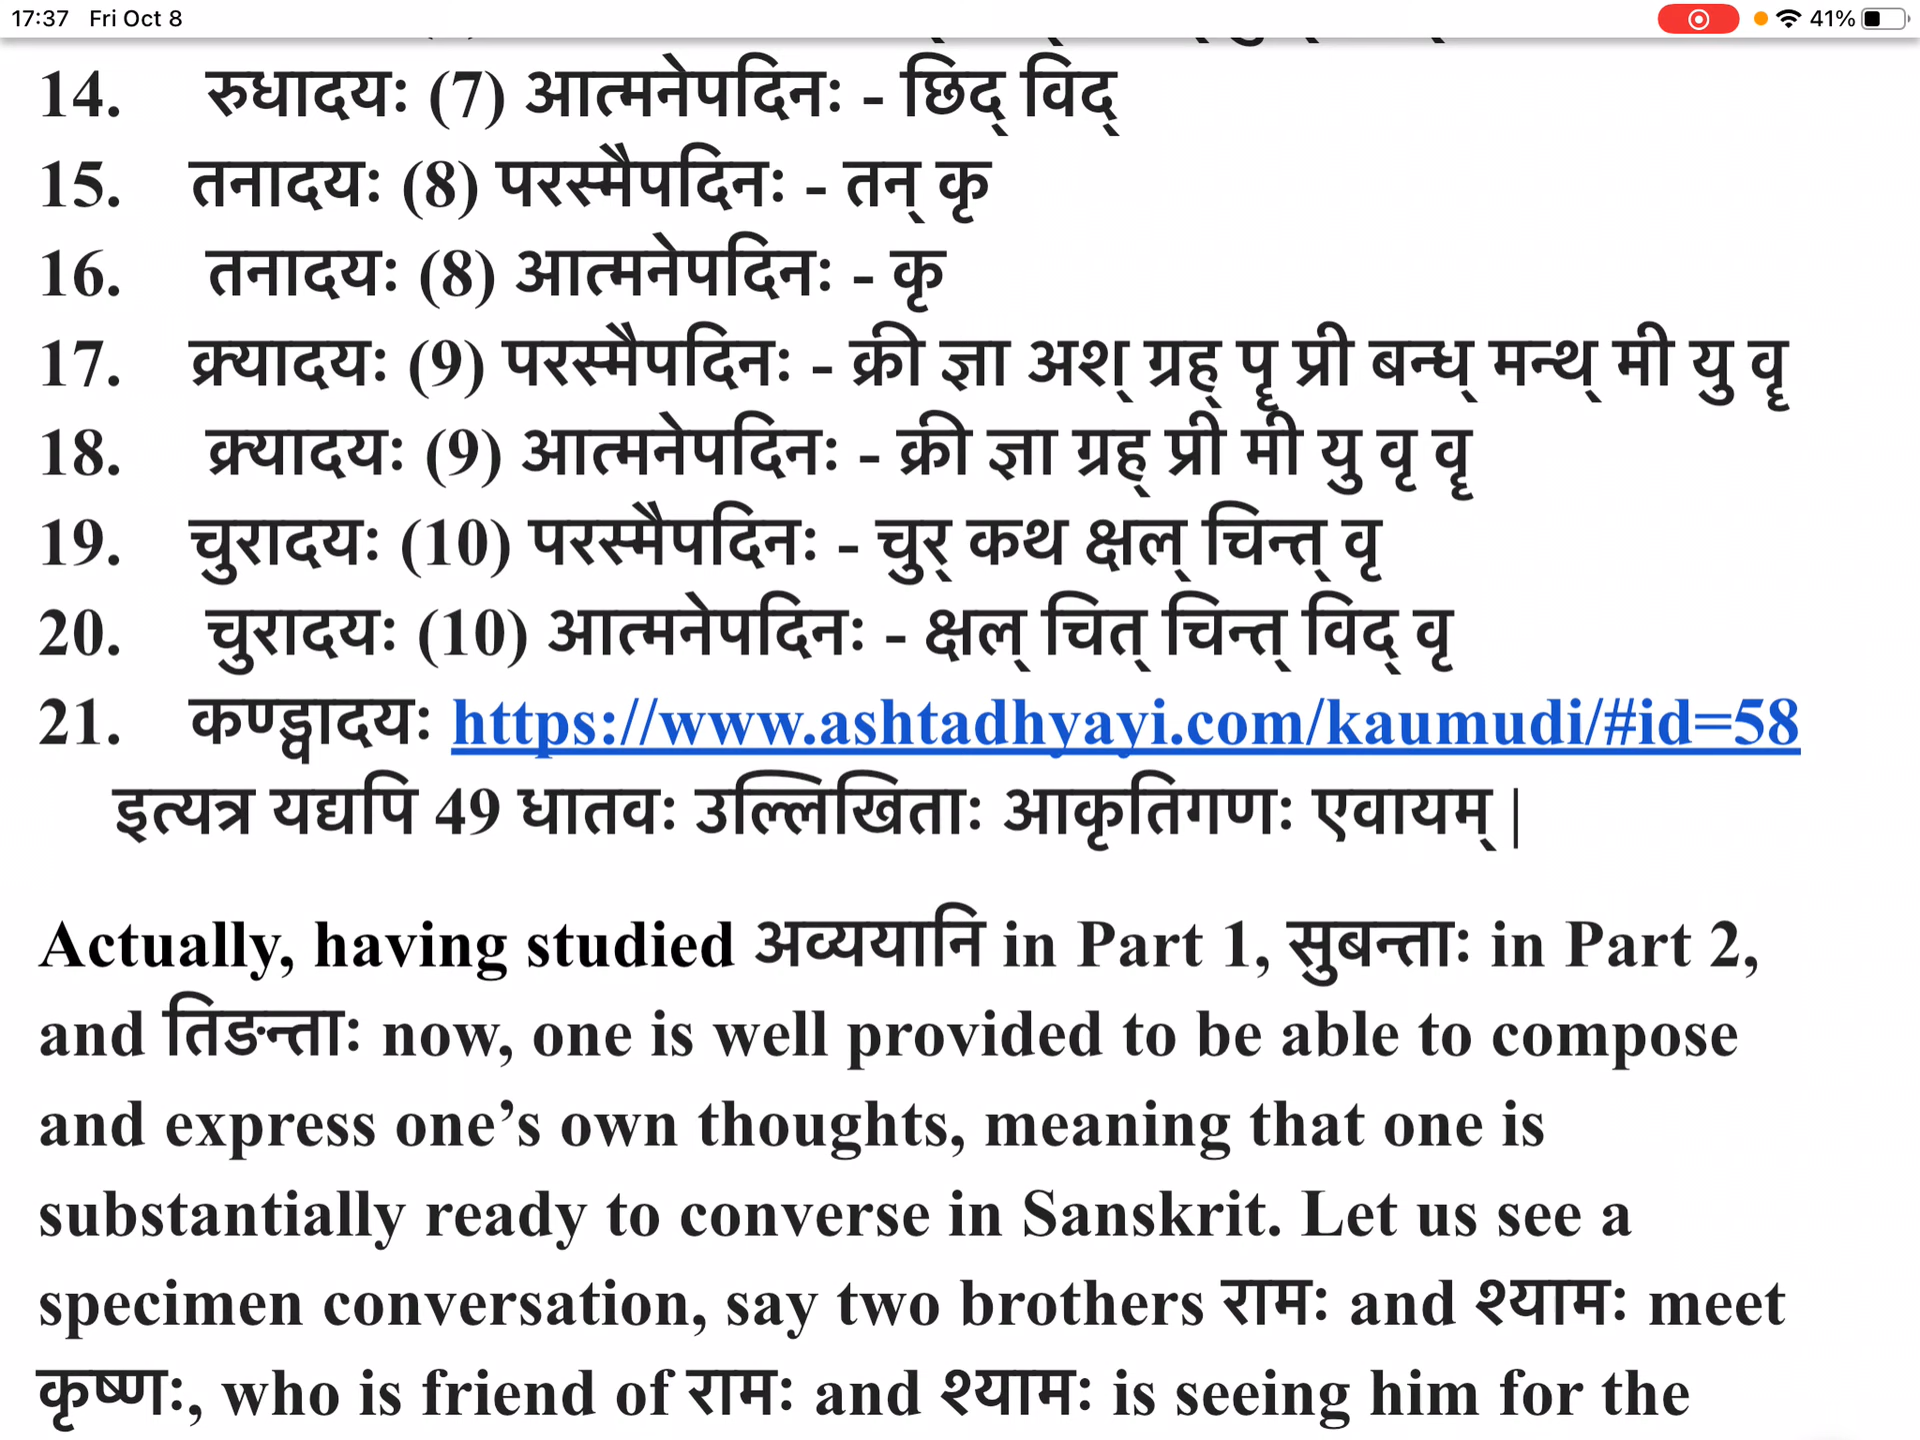 17:37 Fri Oct 8 41%
14. रुधादयः (7) आत्मनेपदिनः - छिद् विद्
15. तनादयः (8) परस्मैपदिनः - तन् कृ
16. तनादयः (8) आत्मनेपदिनः - कृ
17. क्र्यादयः (9) परस्मैपदिनः - क्री ज्ञा अश् ग्रह् पॄ प्री बन्ध् मन्थ् मी यु वॄ
18. क्र्यादयः (9) आत्मनेपदिनः - क्री ज्ञा ग्रह् प्री मी यु वृ वॄ
19. चुरादयः (10) परस्मैपदिनः - चुर् कथ क्षल् चिन्त् वृ
20. चुरादयः (10) आत्मनेपदिनः - क्षल् चित् चिन्त् विद् वृ
21. कण्ड्वादयः https://www.ashtadhyayi.com/kaumudi/#id=58
इत्यत्र यद्यपि 49 धातवः उल्लिखिताः आकृतिगणः एवायम् |
Actually, having studied अव्ययानि in Part 1, सुबन्ताः in Part 2,
and तिङन्ताः now, one is well provided to be able to compose
and express one’s own thoughts, meaning that one is
substantially ready to converse in Sanskrit. Let us see a
specimen conversation, say two brothers रामः and श्यामः meet
कृष्णः, who is friend of रामः and श्यामः is seeing him for the